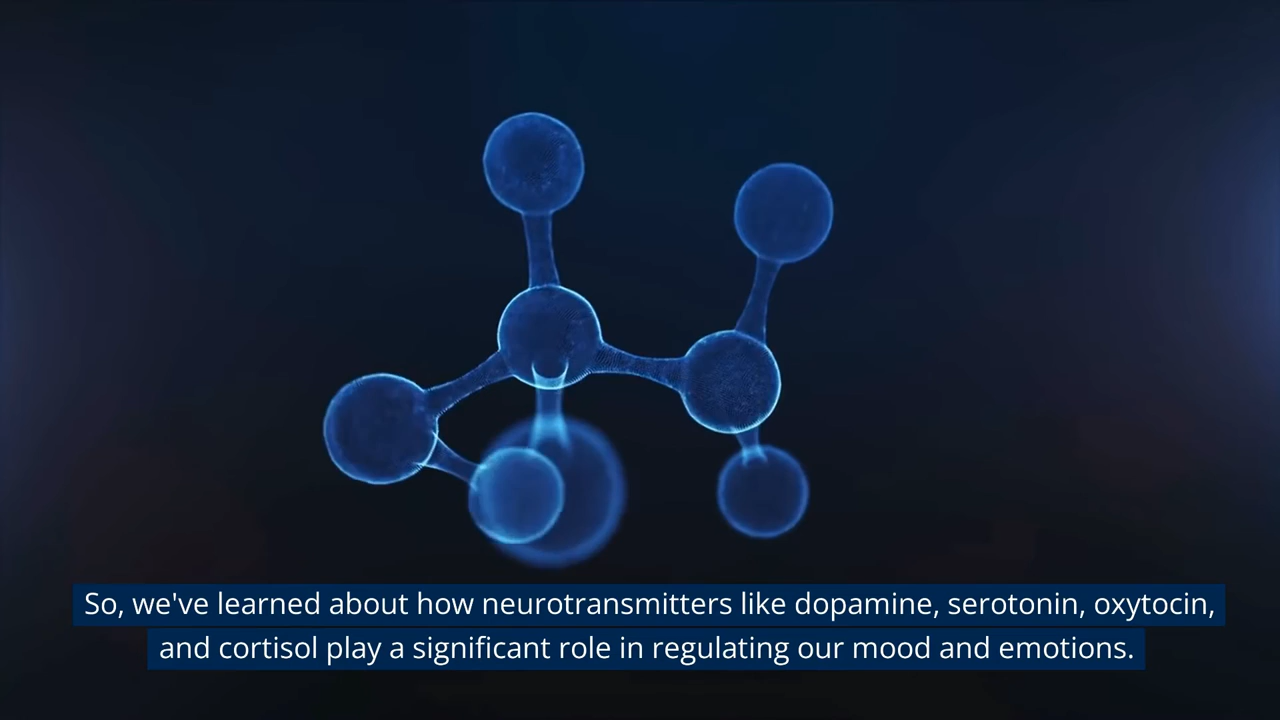 So, we've learned about how neurotransmitters like dopamine, serotonin, oxytocin,
and cortisol play a significant role in regulating our mood and emotions.